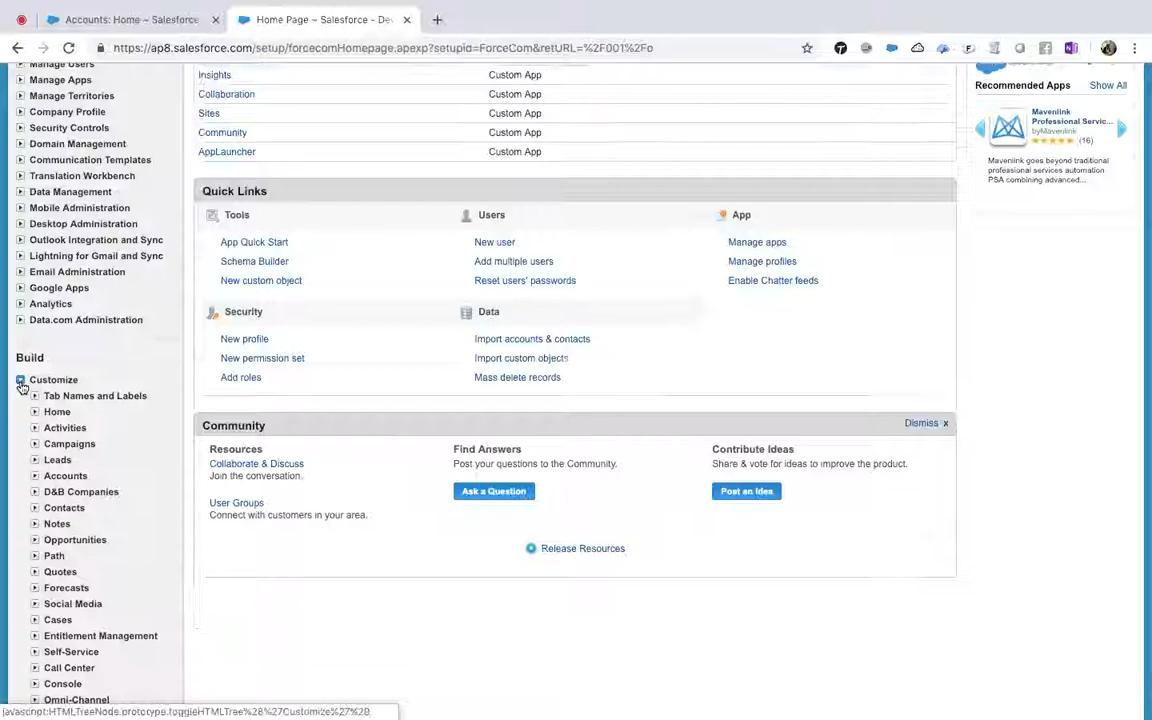 Accounts: Home ~ Salesforce
Home Page ~ Salesforce - De
https://ap8.salesforce.com/setup/forcecomHomepage.apexp?setupid=ForceCom&retURL=%2F001%2Fo
Manage Users
Manage Apps
Manage Territories
Company Profile
Security Controls
Domain Management
Communication Templates
Translation Workbench
Data Management
Mobile Administration
Desktop Administration
Outlook Integration and Sync
Lightning for Gmail and Sync
Email Administration
Google Apps
Analytics
Data.com Administration
Build
Customize
Tab Names and Labels
Home
Activities
Campaigns
Leads
Accounts
D&B Companies
Contacts
Notes
Opportunities
Path
Quotes
Forecasts
Social Media
Cases
Entitlement Management
Self-Service
Call Center
Console
Omni-Channel
javascript:HTMLTreeNode.prototype.toggleHTMLTree%28%27Customize%27%29
Insights Custom App
Collaboration Custom App
Sites Custom App
Community Custom App
AppLauncher Custom App
Quick Links
Tools
App Quick Start
Schema Builder
New custom object
Users
New user
Add multiple users
Reset users' passwords
App
Manage apps
Manage profiles
Enable Chatter feeds
Security
New profile
New permission set
Add roles
Data
Import accounts & contacts
Import custom objects
Mass delete records
Community
Dismiss x
Resources
Collaborate & Discuss
Join the conversation.
User Groups
Connect with customers in your area.
Find Answers
Post your questions to the Community.
Ask a Question
Contribute Ideas
Share & vote for ideas to improve the product.
Post an Idea
Release Resources
Recommended Apps Show All
Mavenlink
Professional Servic...
byMavenlink
(16)
Mavenlink goes beyond traditional
professional services automation
PSA combining advanced...